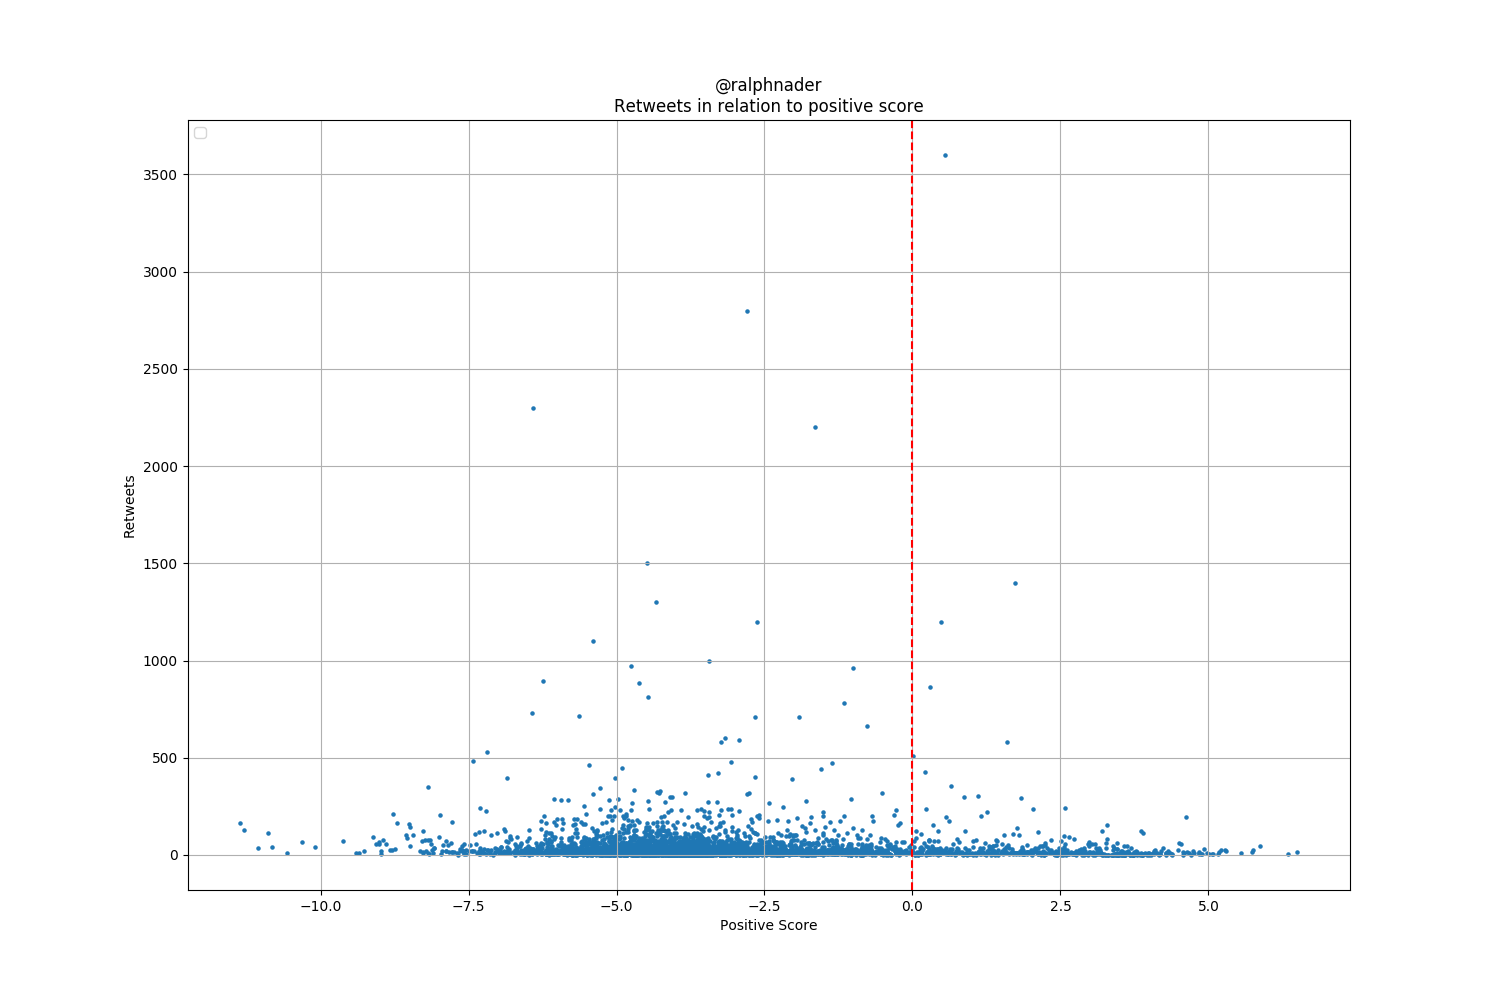 @ralphnader
Retweets in relation to positive score
3500
3000
2500
2000
1500
1000
500
0
Retweets
−10.0 −7.5 −5.0 −2.5 0.0 2.5 5.0
Positive Score